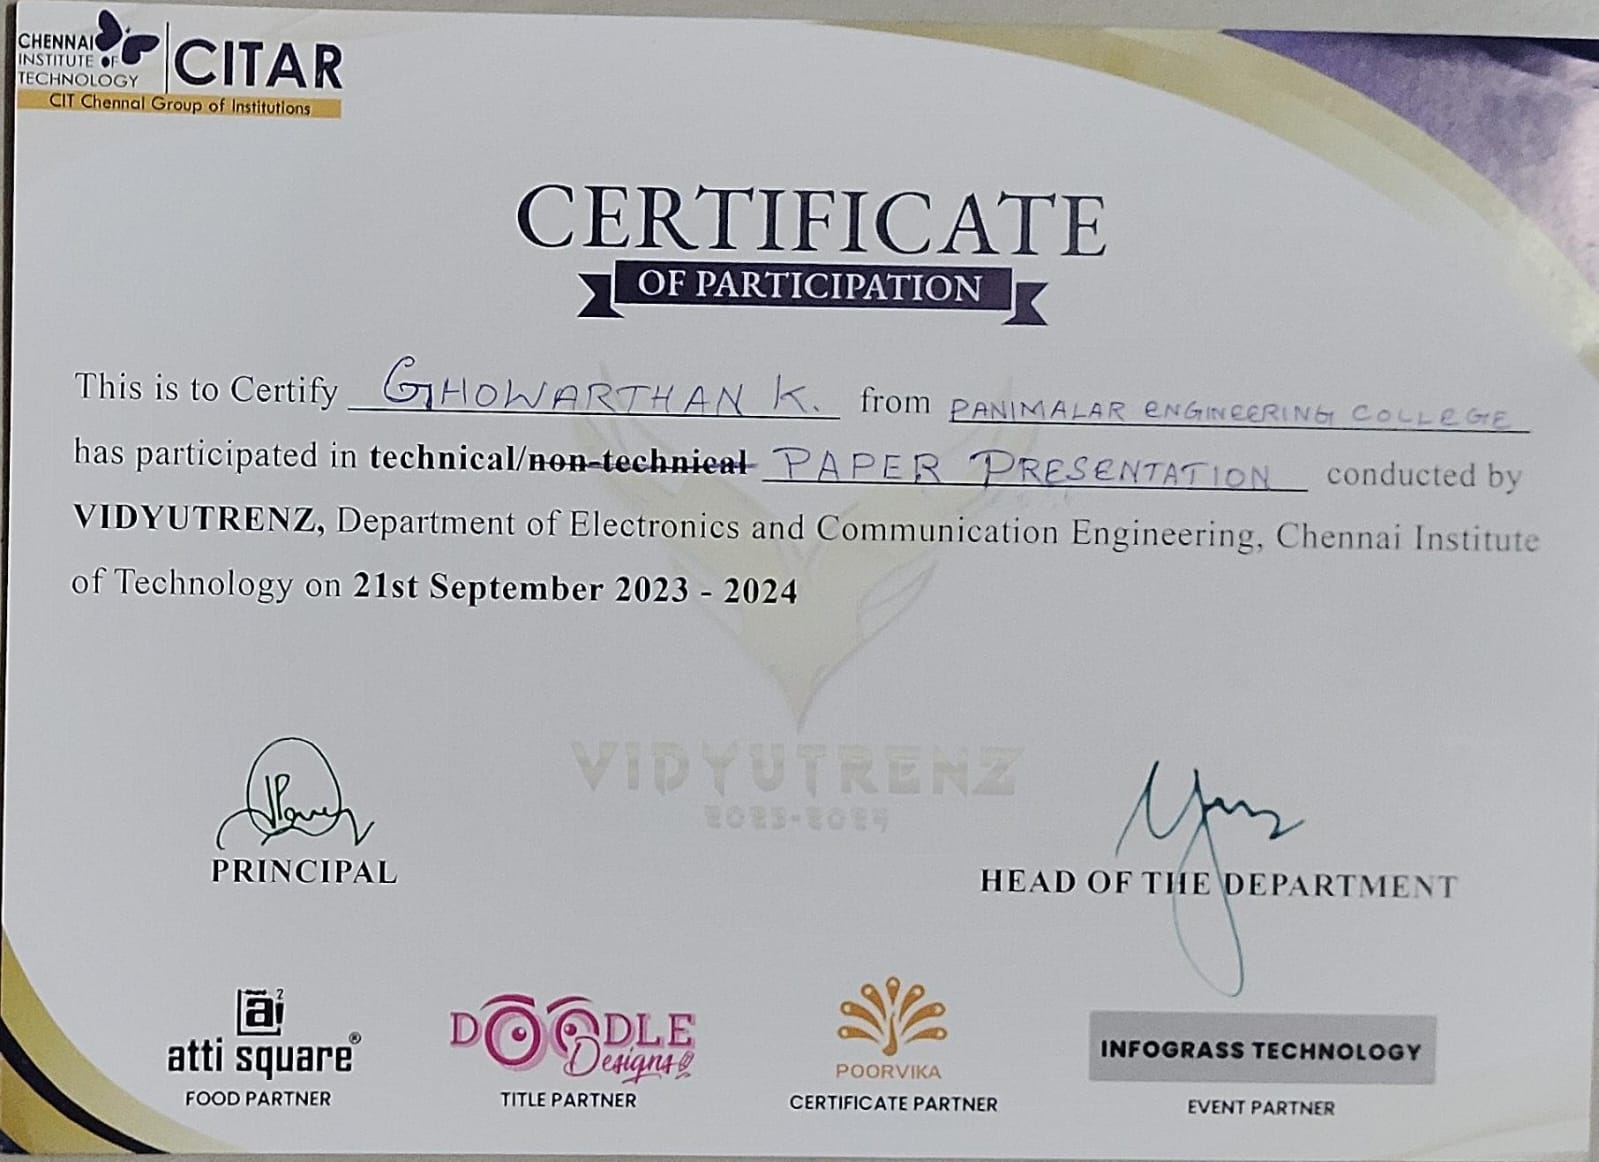 CHENNAI
INSTITUTE OF
TECHNOLOGY
CITAR
CIT Chennai Group of Institutions
CERTIFICATE
OF PARTICIPATION
This is to Certify GHOWARTHAN K. from PANIMALAR ENGINEERING COLLEGE
has participated in technical/non-technical PAPER PRESENTATION conducted by
VIDYUTRENZ, Department of Electronics and Communication Engineering, Chennai Institute
of Technology on 21st September 2023 - 2024
VIDYUTRENZ
2023-2024
PRINCIPAL
HEAD OF THE DEPARTMENT
ai2
atti square®
FOOD PARTNER
DOODLE
Designs
TITLE PARTNER
POORVIKA
CERTIFICATE PARTNER
INFOGRASS TECHNOLOGY
EVENT PARTNER